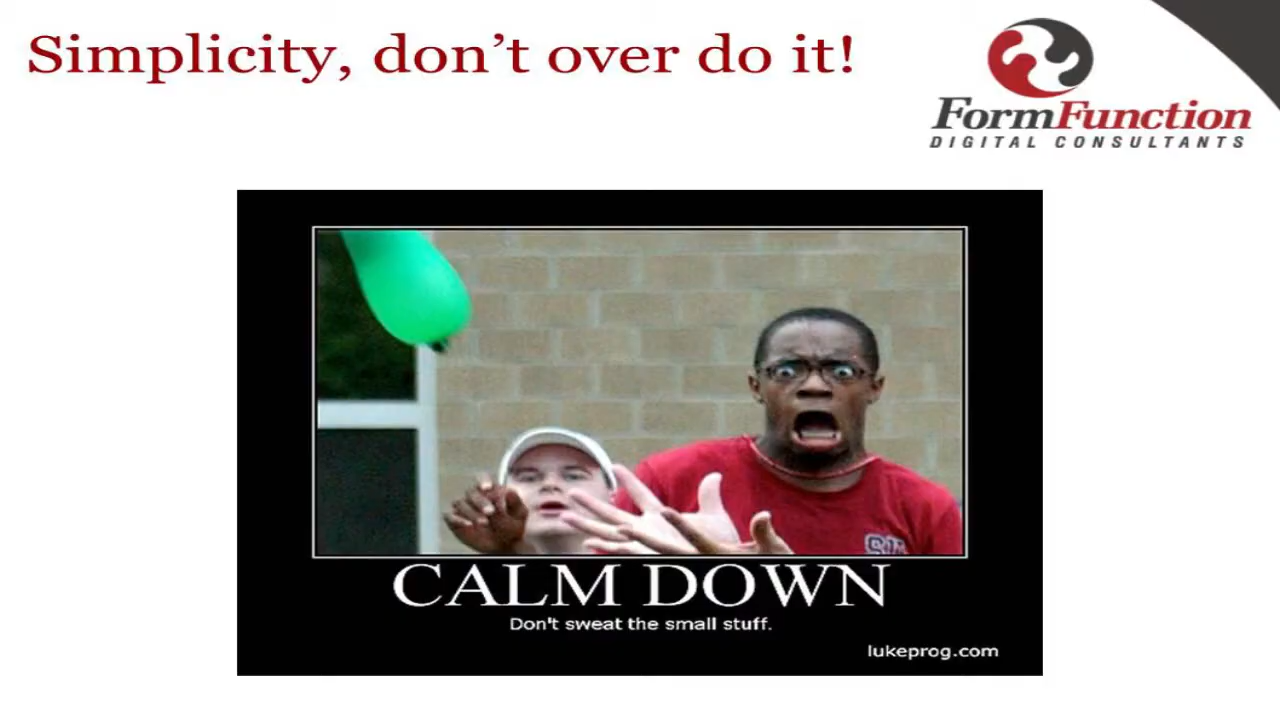 Simplicity, don't over do it!
FormFunction
DIGITAL CONSULTANTS
CALM DOWN
Don't sweat the small stuff.
lukeprog.com